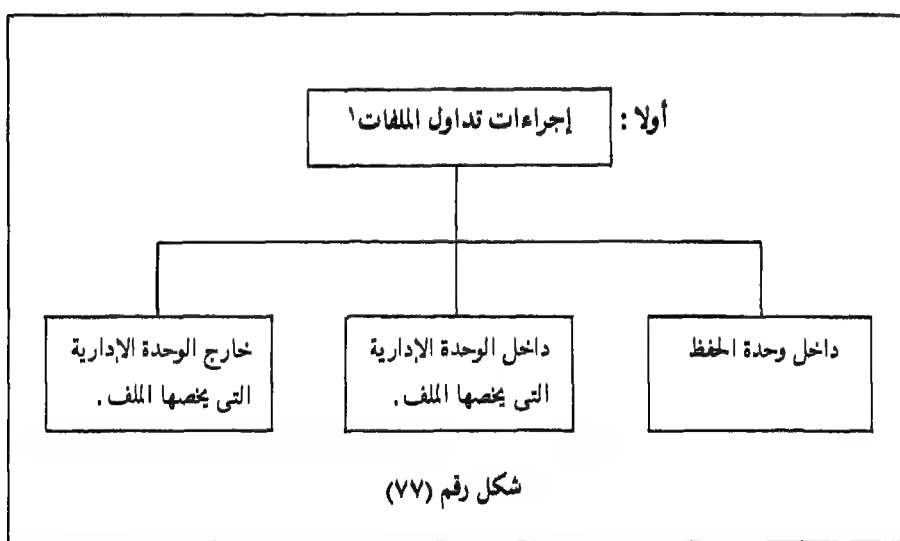 أولا : إجراءات تداول الملفات١
داخل وحدة الحفظ
داخل الوحدة الإدارية
التى يخصها الملف .
خارج الوحدة الإدارية
التى يخصها الملف .
شكل رقم (٧٧)